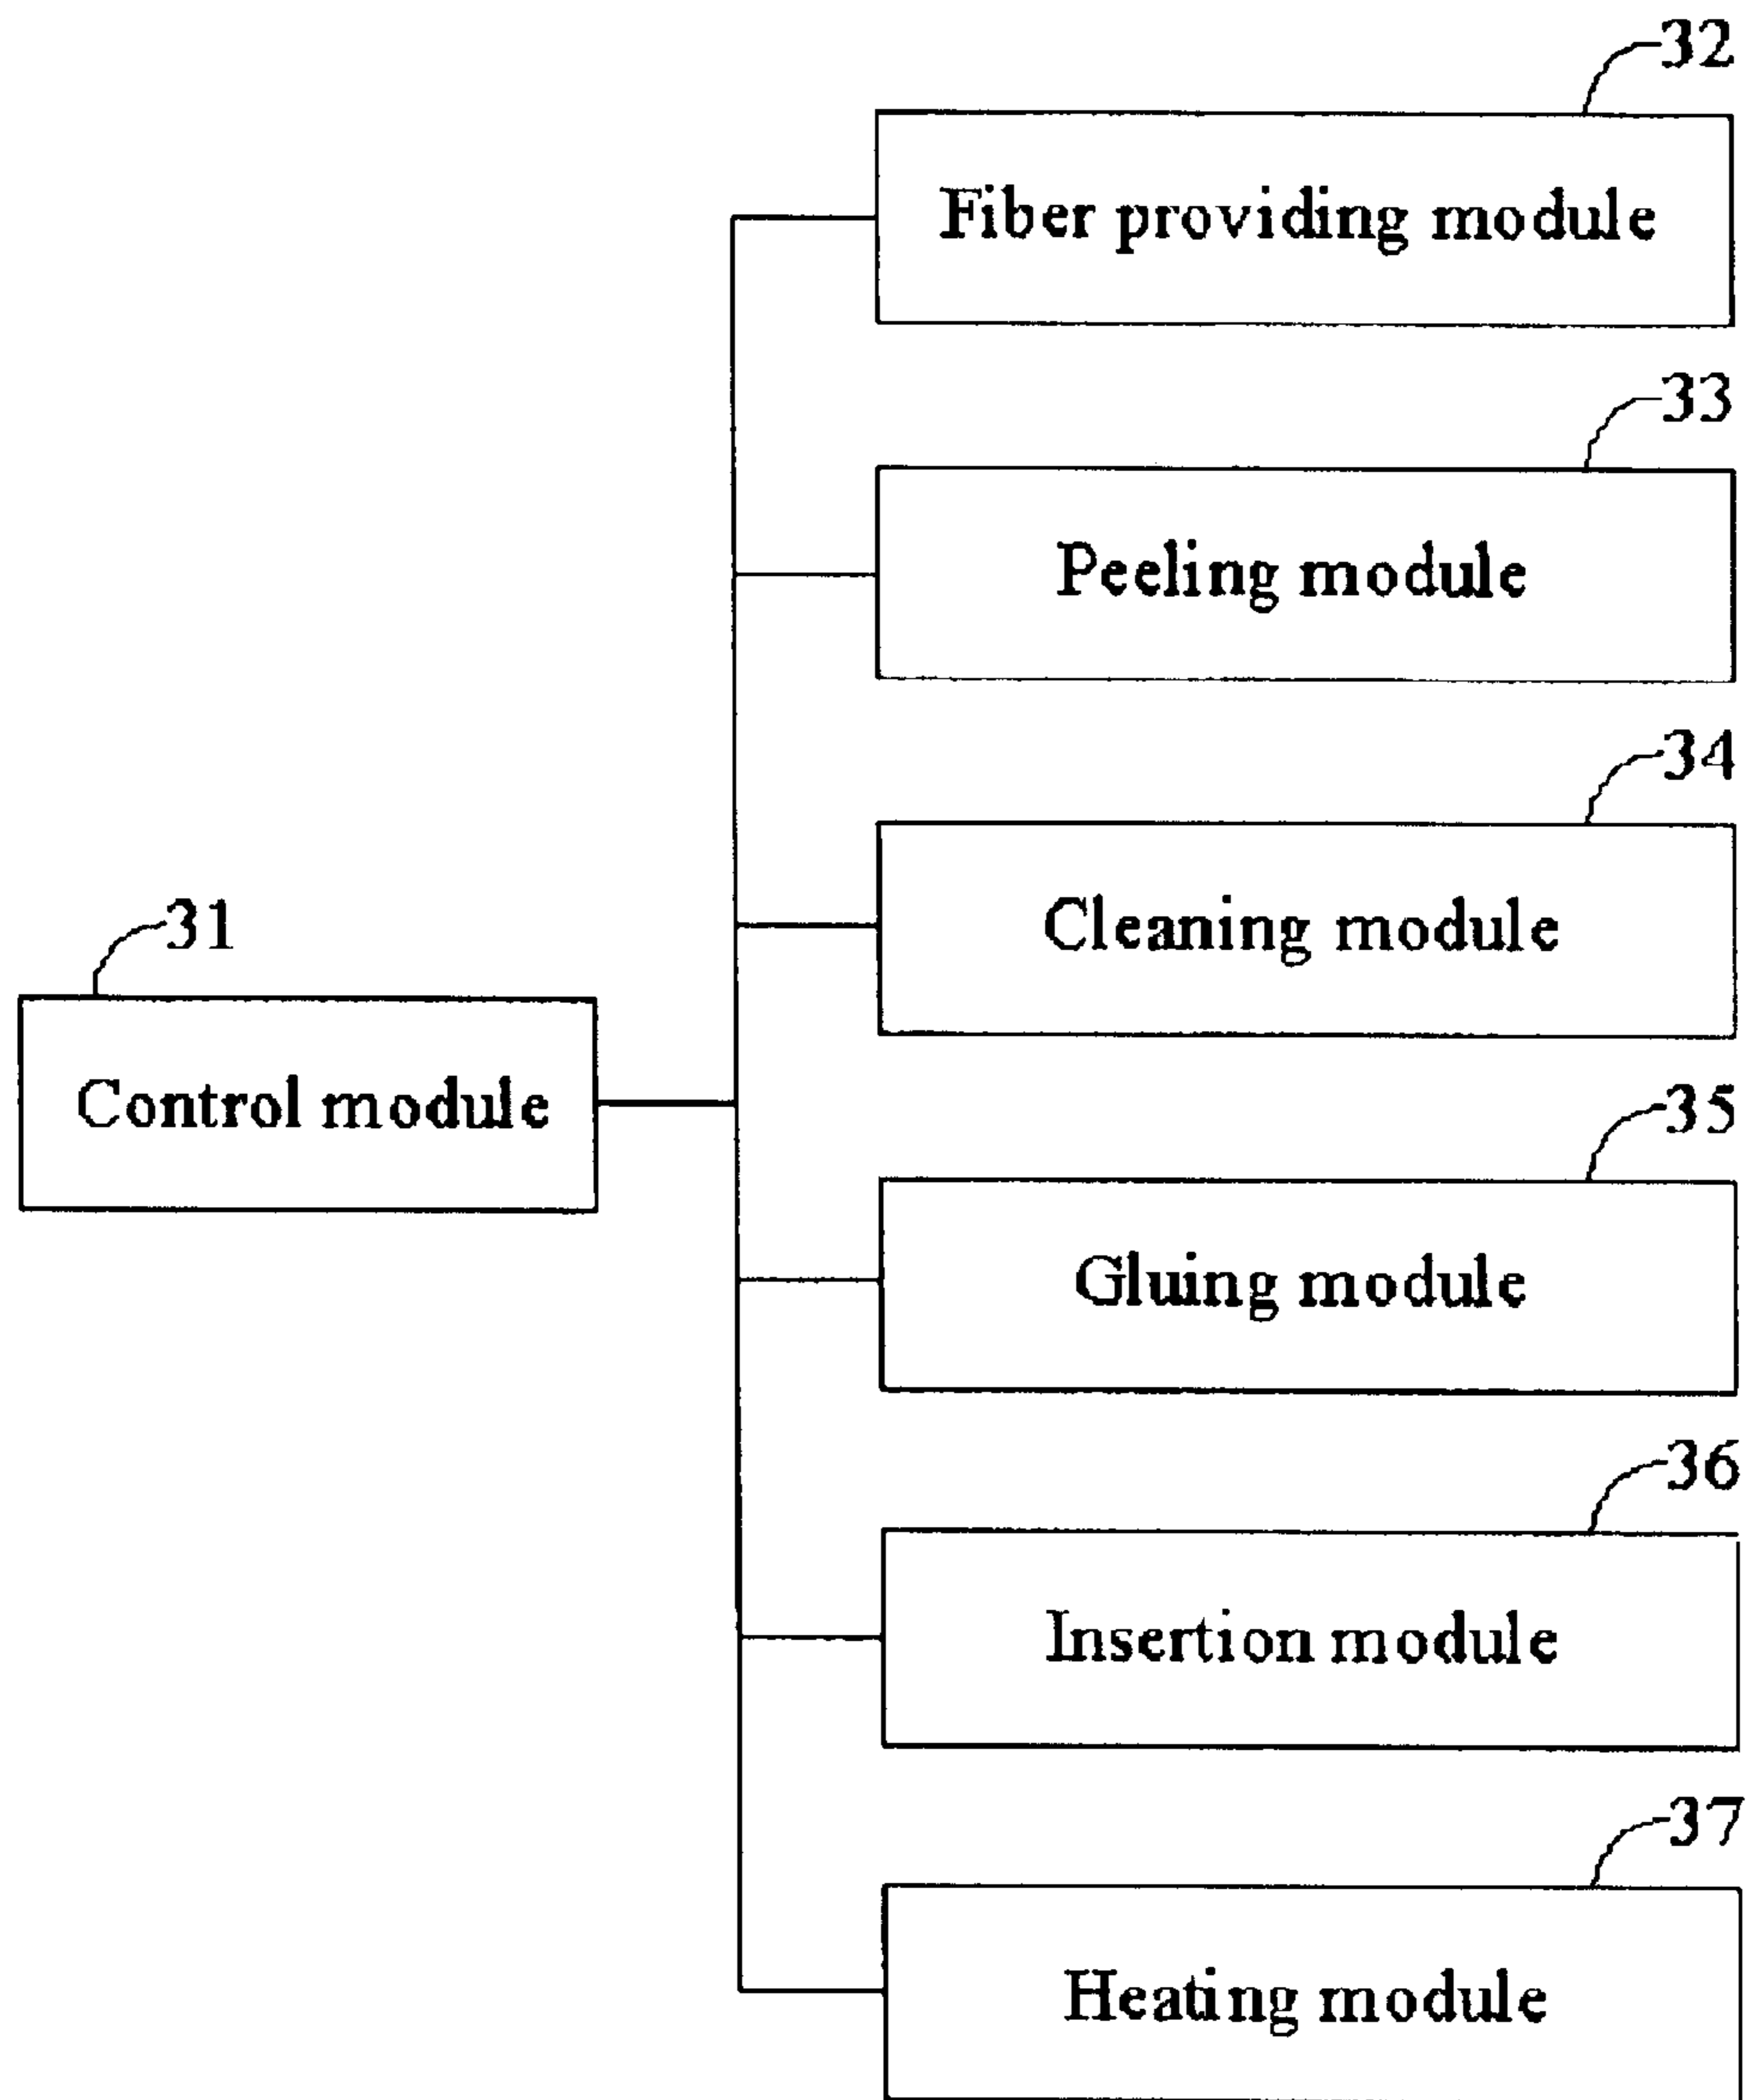 32
Fiber providing module
33
Peeling module
34
Cleaning module
31
Control module
35
Gluing module
36
Insertion module
37
Heating module